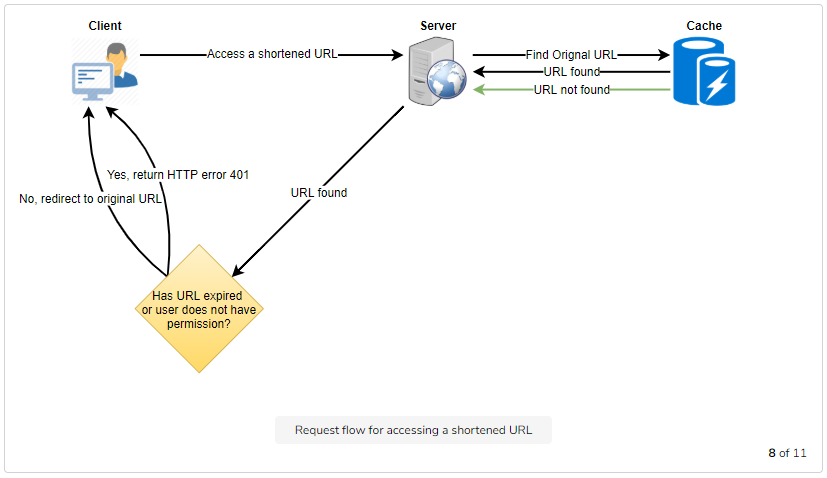 Client
Server
Cache
Access a shortened URL
Find Orignal URL
URL found
URL not found
Yes, return HTTP error 401
No, redirect to original URL
URL found
Has URL expired
or user does not have
permission?
Request flow for accessing a shortened URL
8 of 11